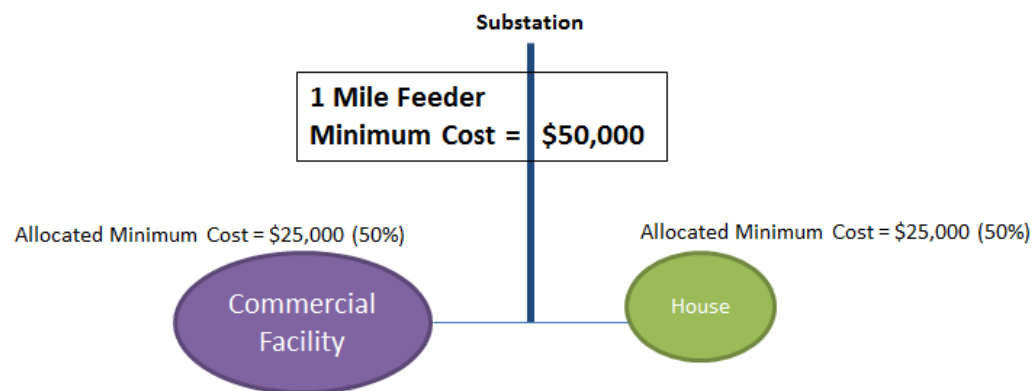 Substation
1 Mile Feeder
Minimum Cost = $50,000
Allocated Minimum Cost = $25,000 (50%)
Allocated Minimum Cost = $25,000 (50%)
Commercial
Facility
House